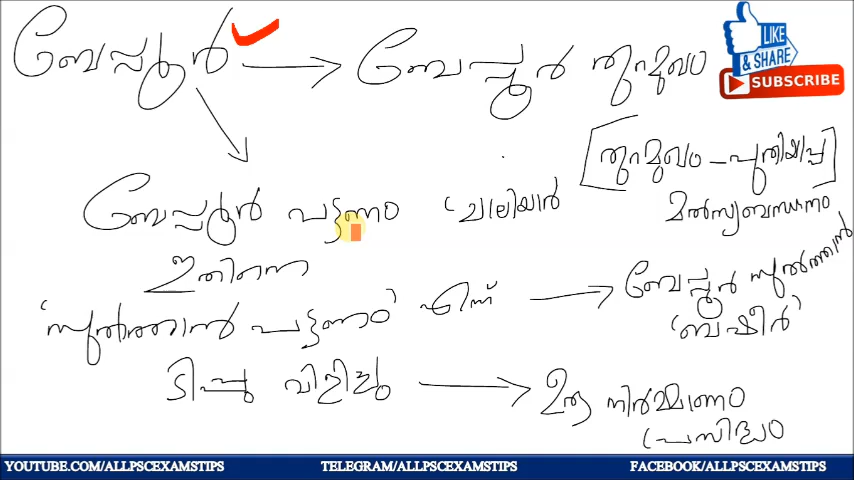 ബേപ്പൂർ → ബേപ്പൂർ തുറമുഖം
LIKE
& SHARE
SUBSCRIBE
[തുറമുഖം - പുതിയാപ്പ]
മൽസ്യബന്ധനം
ബേപ്പൂർ പട്ടണം (ചാലിയാർ
ഇതിനെ
'സുൽത്താൻ പട്ടണം' എന്ന് → ബേപ്പൂർ സുൽത്താൻ
'ബഷീർ'
ടിപ്പു വിളിച്ചു → ഉരു നിർമ്മാണം
പ്രസിദ്ധം
YOUTUBE.COM/ALLPSCEXAMSTIPS TELEGRAM/ALLPSCEXAMSTIPS FACEBOOK/ALLPSCEXAMSTIPS